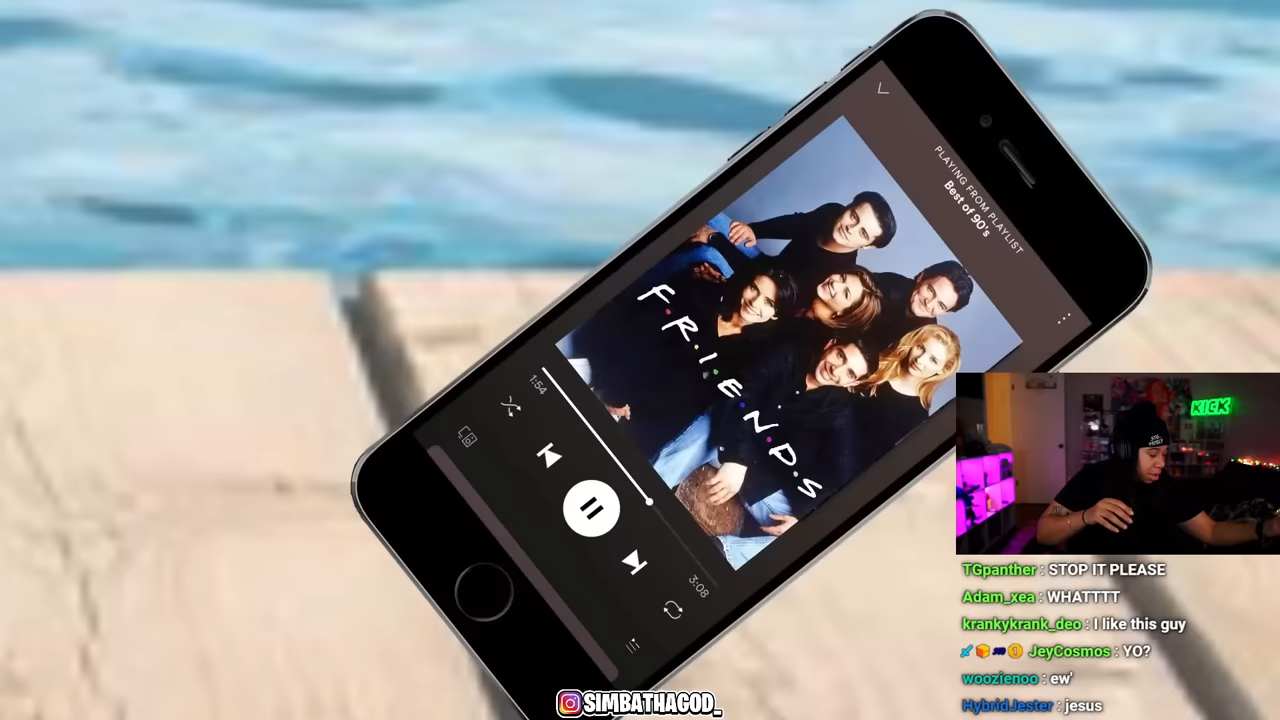 PLAYING FROM PLAYLIST
Best of 90's
F.R.I.E.N.D.S
1:54
3:08
KICK
TGpanther : STOP IT PLEASE
Adam_xea : WHATTTT
krankykrank_deo : I like this guy
1 JeyCosmos : YO?
woozienoo : ew'
HybridJester : jesus
SIMBATHAGOD_